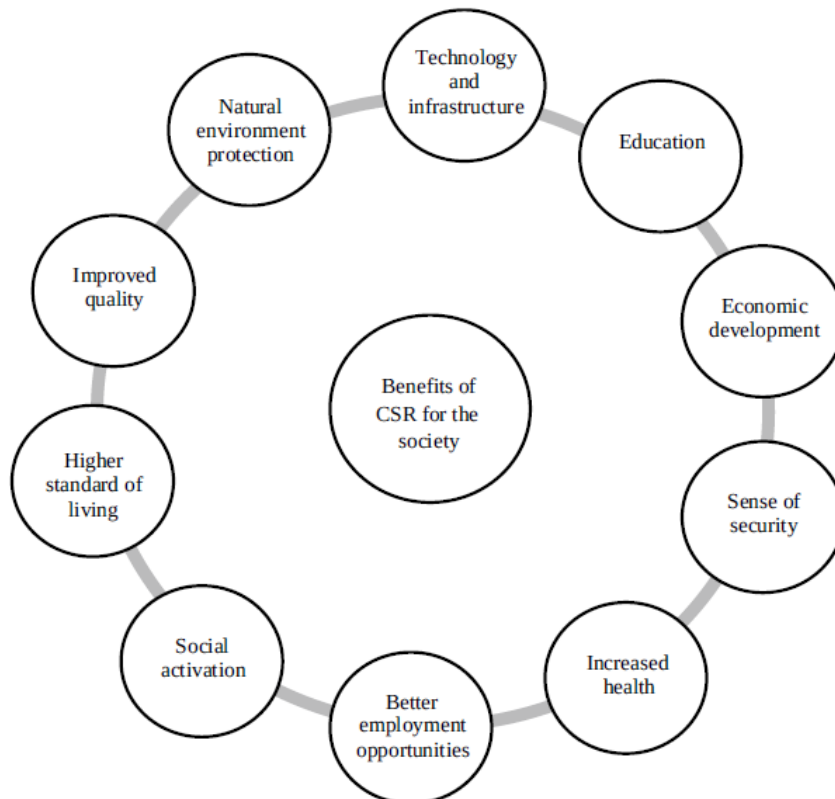 Technology
and
infrastructure
Education
Economic
development
Sense of
security
Increased
health
Better
employment
opportunities
Social
activation
Higher
standard of
living
Improved
quality
Natural
environment
protection
Benefits of
CSR for the
society